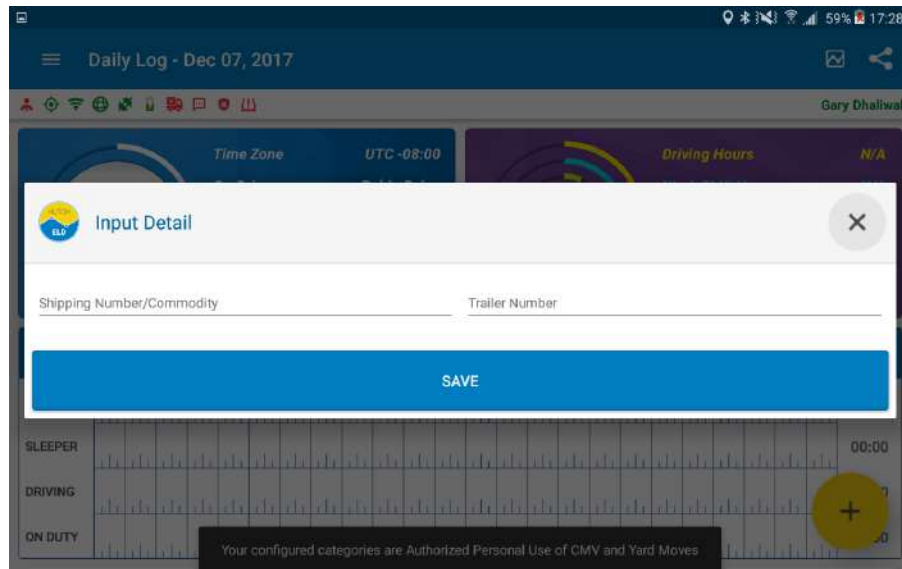 59% 17:28
Daily Log - Dec 07, 2017
Gary Dhaliwal
Time Zone UTC -08:00
Driving Hours N/A
ELD
Input Detail
Shipping Number/Commodity
Trailer Number
SAVE
SLEEPER 00:00
DRIVING
ON DUTY
Your configured categories are Authorized Personal Use of CMV and Yard Moves